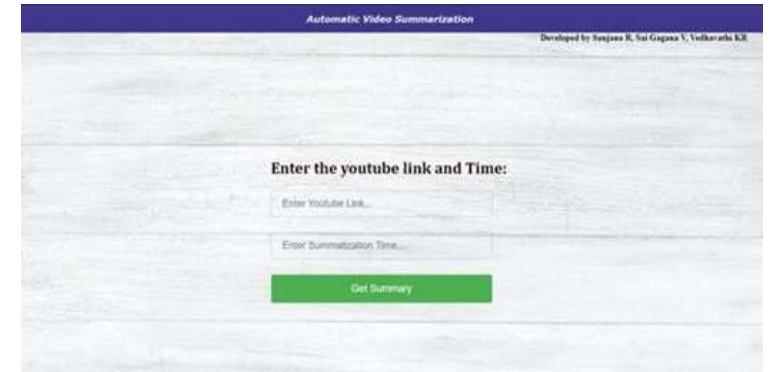 Automatic Video Summarization
Developed by Sanjana R, Sai Gagana V, Vedhavathi KR
Enter the youtube link and Time:
Enter Youtube Link...
Enter Summatization Time...
Get Summary